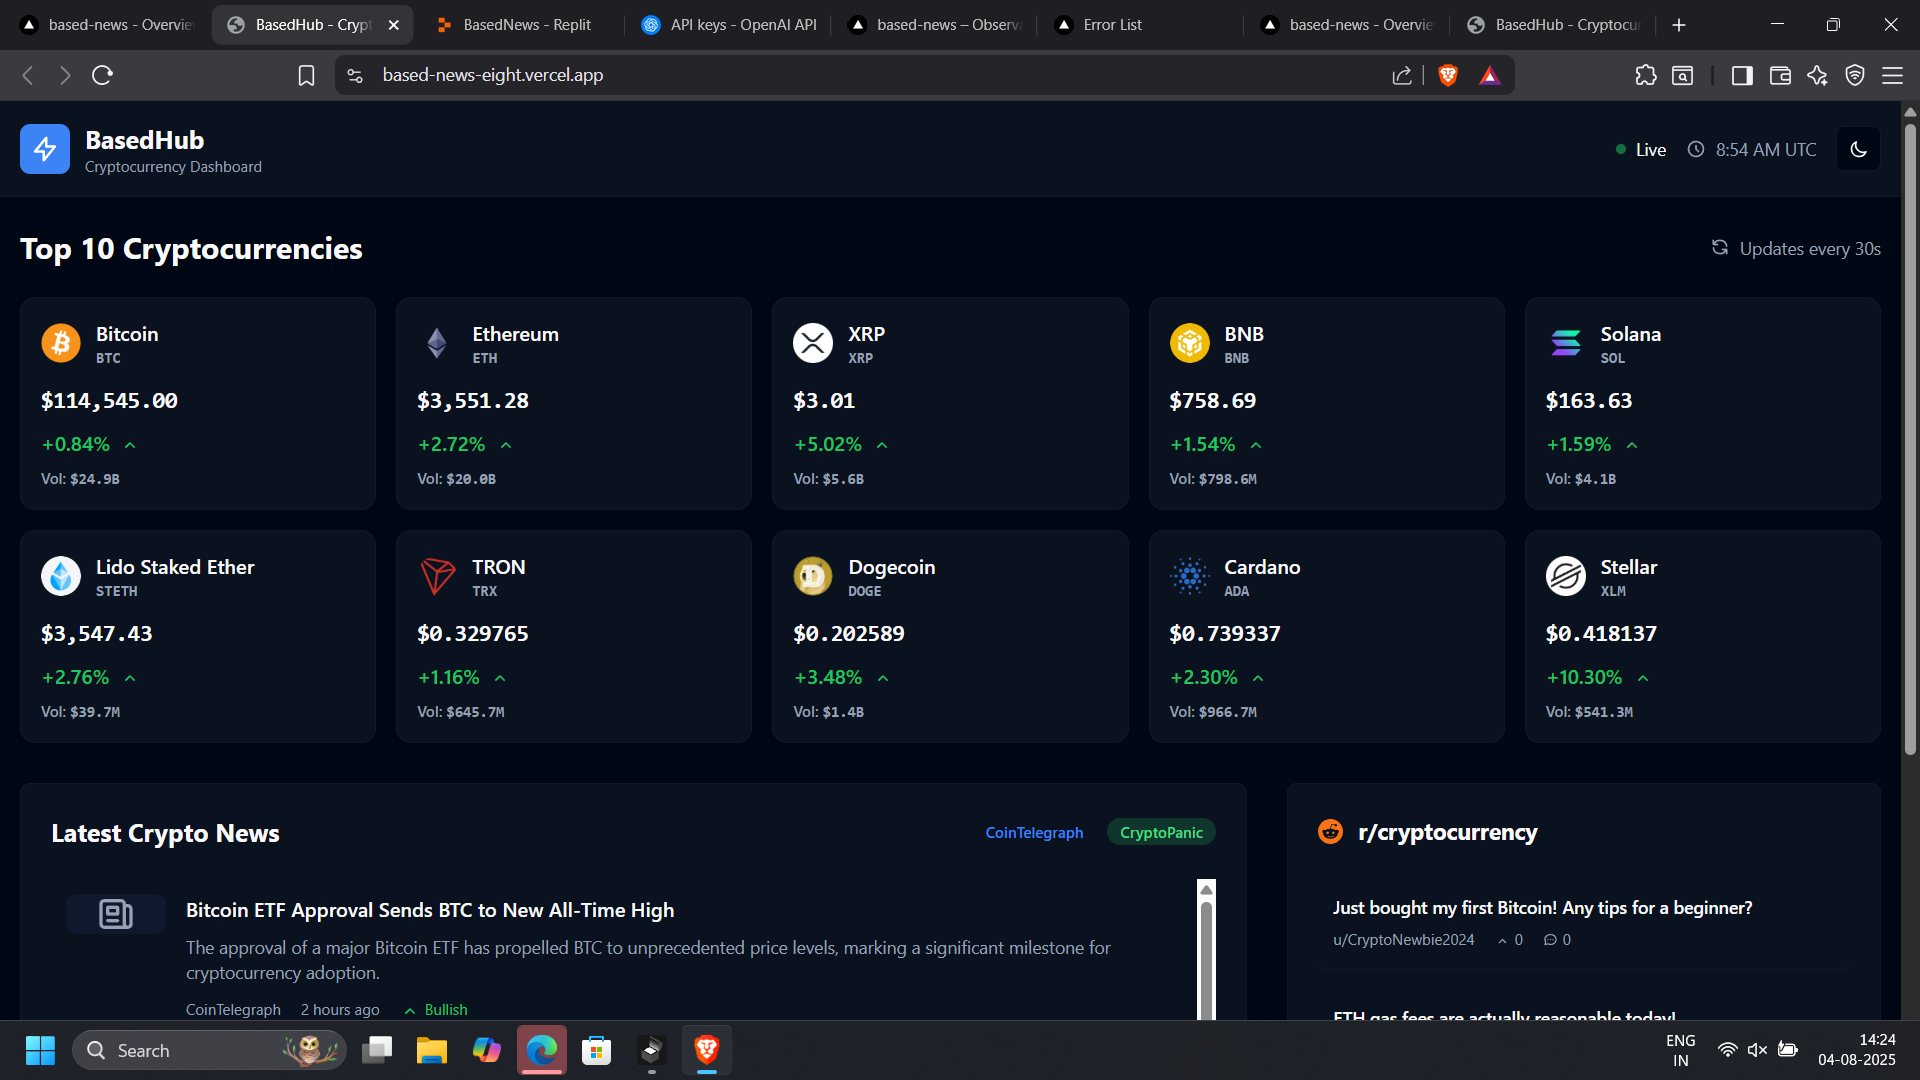 based-news - Overvie
BasedHub - Crypt
BasedNews - Replit
API keys - OpenAI API
based-news – Observa
Error List
based-news - Overvie
BasedHub - Cryptocur
based-news-eight.vercel.app
BasedHub
Cryptocurrency Dashboard
Live
8:54 AM UTC
Top 10 Cryptocurrencies
Updates every 30s
Bitcoin
BTC
$114,545.00
+0.84%
Vol: $24.9B
Ethereum
ETH
$3,551.28
+2.72%
Vol: $20.0B
XRP
XRP
$3.01
+5.02%
Vol: $5.6B
BNB
BNB
$758.69
+1.54%
Vol: $798.6M
Solana
SOL
$163.63
+1.59%
Vol: $4.1B
Lido Staked Ether
STETH
$3,547.43
+2.76%
Vol: $39.7M
TRON
TRX
$0.329765
+1.16%
Vol: $645.7M
Dogecoin
DOGE
$0.202589
+3.48%
Vol: $1.4B
Cardano
ADA
$0.739337
+2.30%
Vol: $966.7M
Stellar
XLM
$0.418137
+10.30%
Vol: $541.3M
Latest Crypto News
CoinTelegraph
CryptoPanic
Bitcoin ETF Approval Sends BTC to New All-Time High
The approval of a major Bitcoin ETF has propelled BTC to unprecedented price levels, marking a significant milestone for
cryptocurrency adoption.
CoinTelegraph 2 hours ago Bullish
r/cryptocurrency
Just bought my first Bitcoin! Any tips for a beginner?
u/CryptoNewbie2024 0 0
ETH gas fees are actually reasonable today!
Search
ENG
IN
14:24
04-08-2025